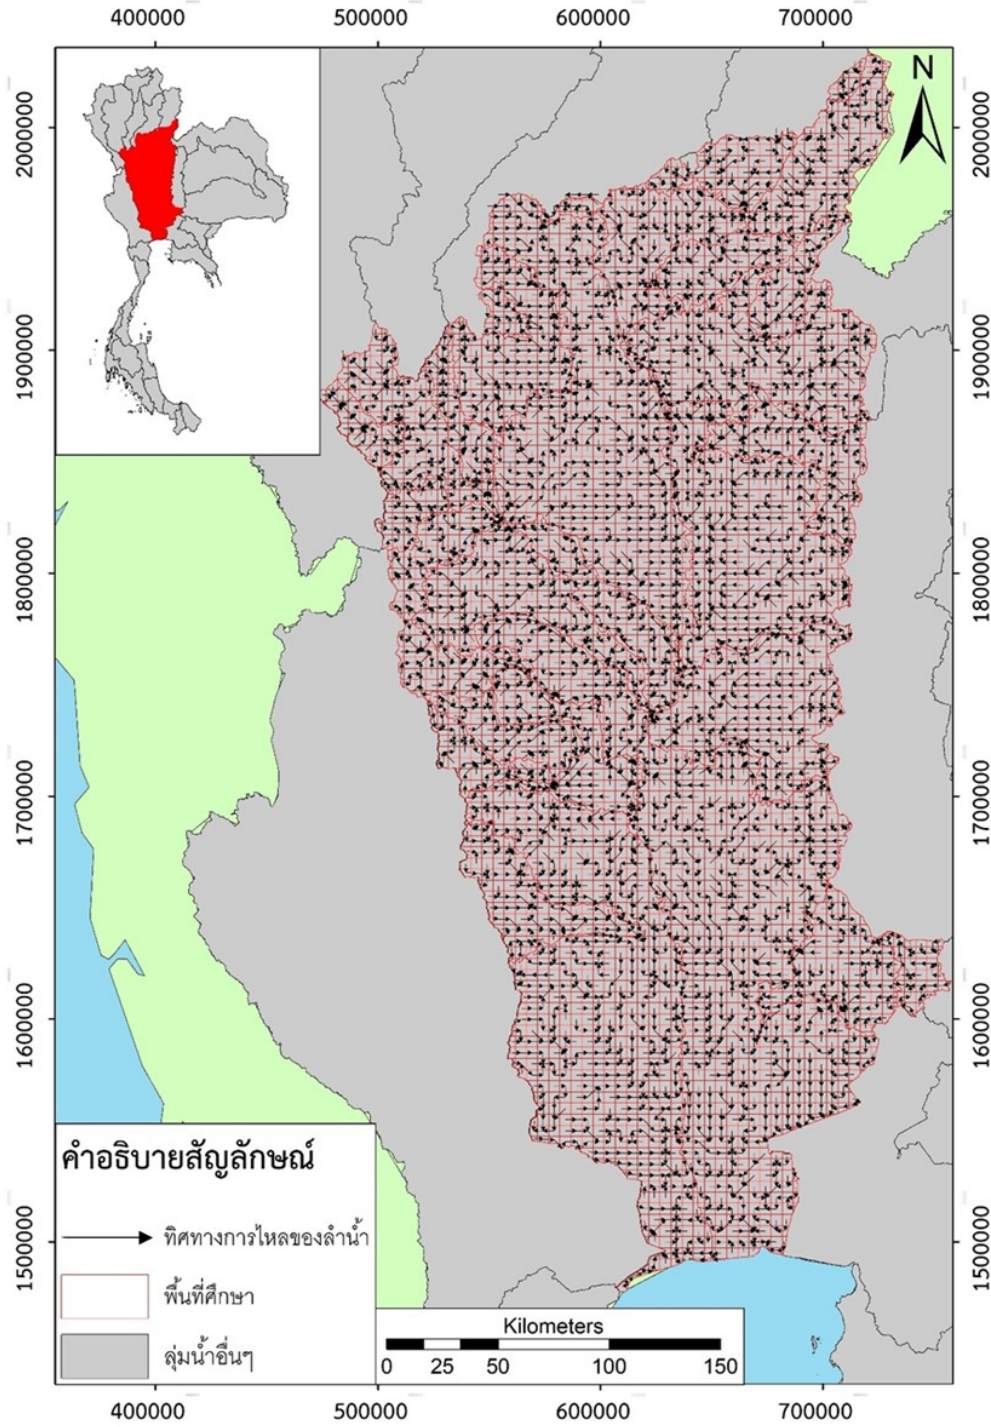 400000 500000 600000 700000
N
2000000 2000000
1900000 1900000
1800000 1800000
1700000 1700000
1600000 1600000
1500000 1500000
คำอธิบายสัญลักษณ์
ทิศทางการไหลของลำน้ำ
พื้นที่ศึกษา
ลุ่มน้ำอื่นๆ
Kilometers
0 25 50 100 150
400000 500000 600000 700000